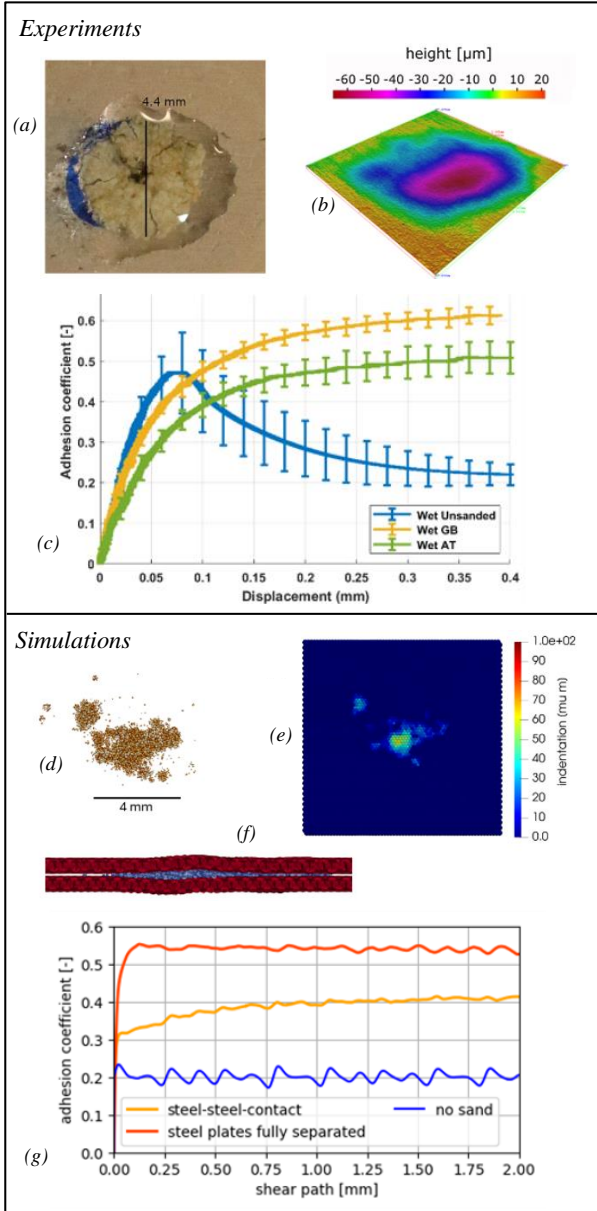 Experiments
height [µm]
-60 -50 -40 -30 -20 -10 0 10 20
4.4 mm
(a)
(b)
0.6
0.5
0.4
0.3
0.2
0.1
0
Adhesion coefficient [-]
Wet Unsanded
Wet GB
Wet AT
(c)
0 0.05 0.1 0.15 0.2 0.25 0.3 0.35 0.4
Displacement (mm)
Simulations
1.0e+02
90
80
70
60
50
40
30
20
10
0.0
indentation (mu m)
(d)
(e)
4 mm
(f)
0.6
0.5
0.4
0.3
0.2
0.1
0.0
adhesion coefficient [-]
steel-steel-contact
no sand
steel plates fully separated
(g)
0.00 0.25 0.50 0.75 1.00 1.25 1.50 1.75 2.00
shear path [mm]